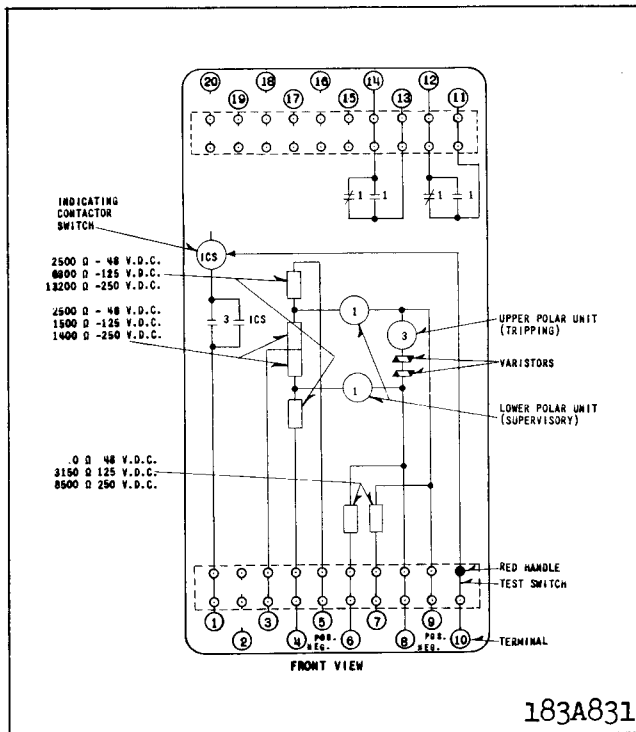 20
18
16
14
12
19
17
15
13
11
1
1
1
1
INDICATING
CONTACTOR
SWITCH
ICS
2500 Ω - 48 V.D.C.
6800 Ω -125 V.D.C.
13200 Ω -250 V.D.C.
2500 Ω - 48 V.D.C.
1500 Ω -125 V.D.C.
1400 Ω -250 V.D.C.
3
ICS
1
3
1
UPPER POLAR UNIT
(TRIPPING)
VARISTORS
LOWER POLAR UNIT
(SUPERVISORY)
.0 Ω 48 V.D.C.
3150 Ω 125 V.D.C.
8500 Ω 250 V.D.C.
RED HANDLE
TEST SWITCH
1
3
5
7
9
2
4
POS.
NEG.
6
8
POS.
NEG.
10
TERMINAL
FRONT VIEW
183A831